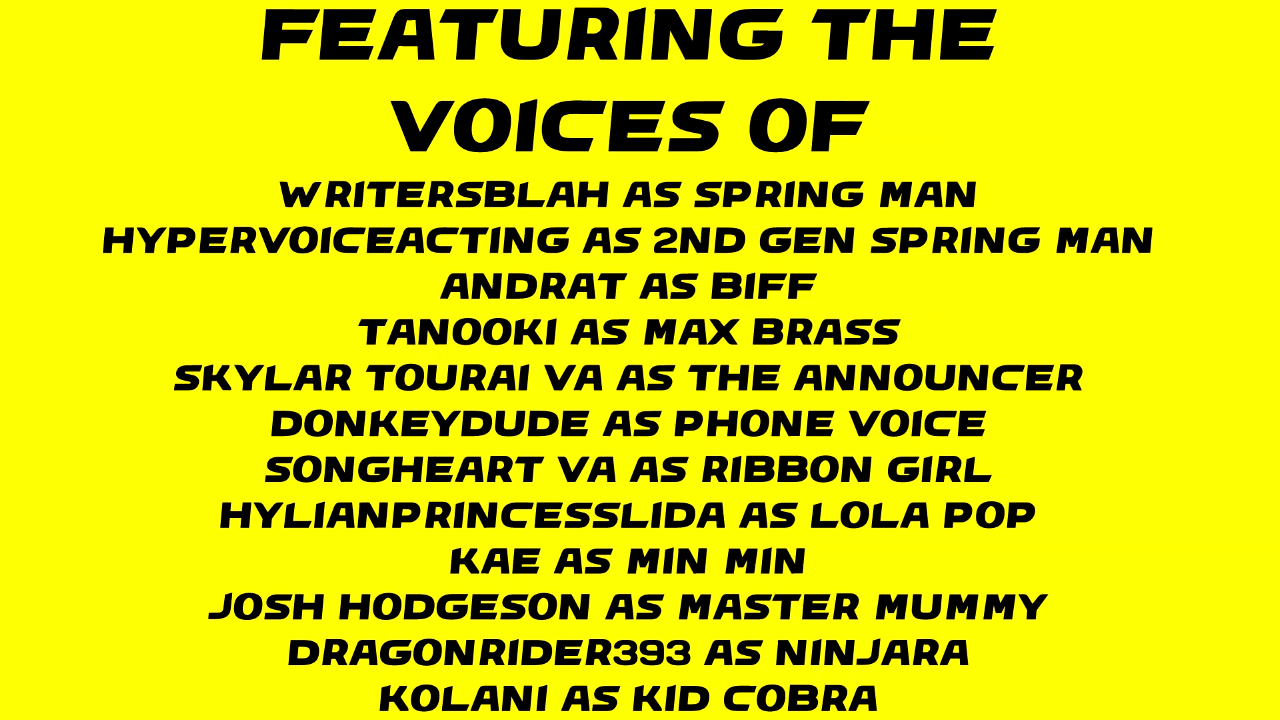 FEATURING THE
VOICES OF
WRITERSBLAH AS SPRING MAN
HYPERVOICEACTING AS 2ND GEN SPRING MAN
ANDRAT AS BIFF
TANOOKI AS MAX BRASS
SKYLAR TOURAI VA AS THE ANNOUNCER
DONKEYDUDE AS PHONE VOICE
SONGHEART VA AS RIBBON GIRL
HYLIANPRINCESSLIDA AS LOLA POP
KAE AS MIN MIN
JOSH HODGESON AS MASTER MUMMY
DRAGONRIDER393 AS NINJARA
KOLANI AS KID COBRA